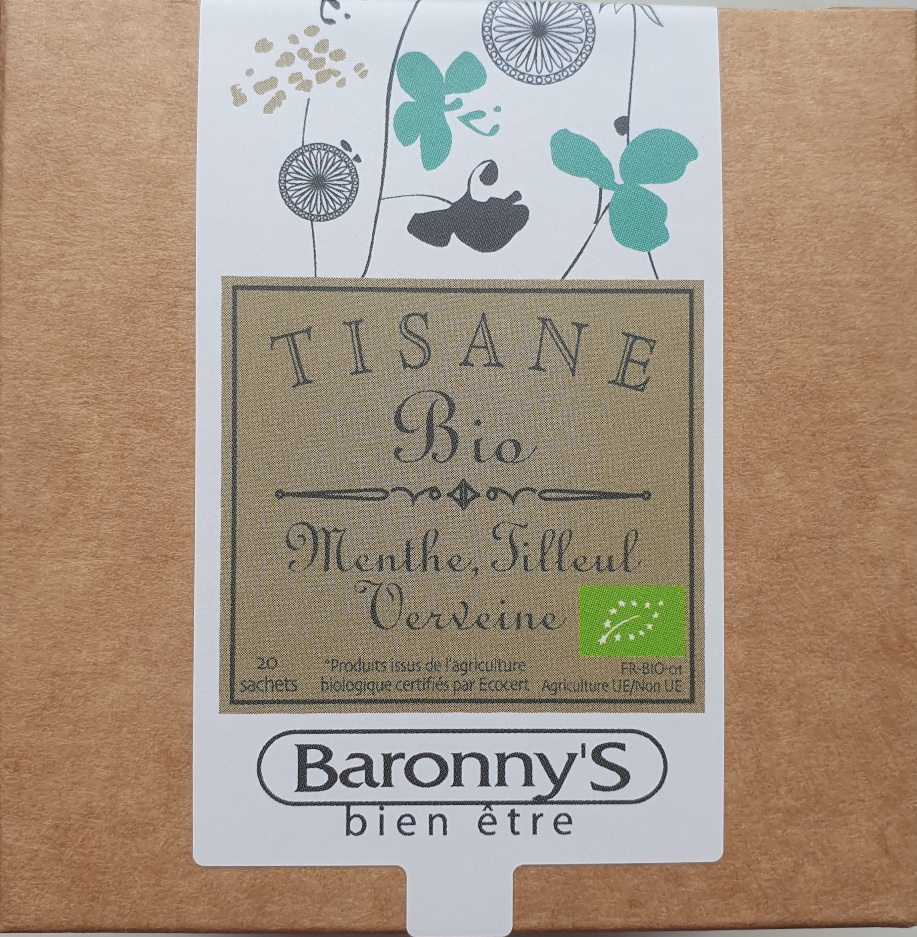 TISANE
Bio
Menthe, Tilleul
Verveine
20
sachets
*Produits issus de l'agriculture
biologique certifiés par Ecocert
FR-BIO-01
Agriculture UE/Non UE
Baronny'S
bien être